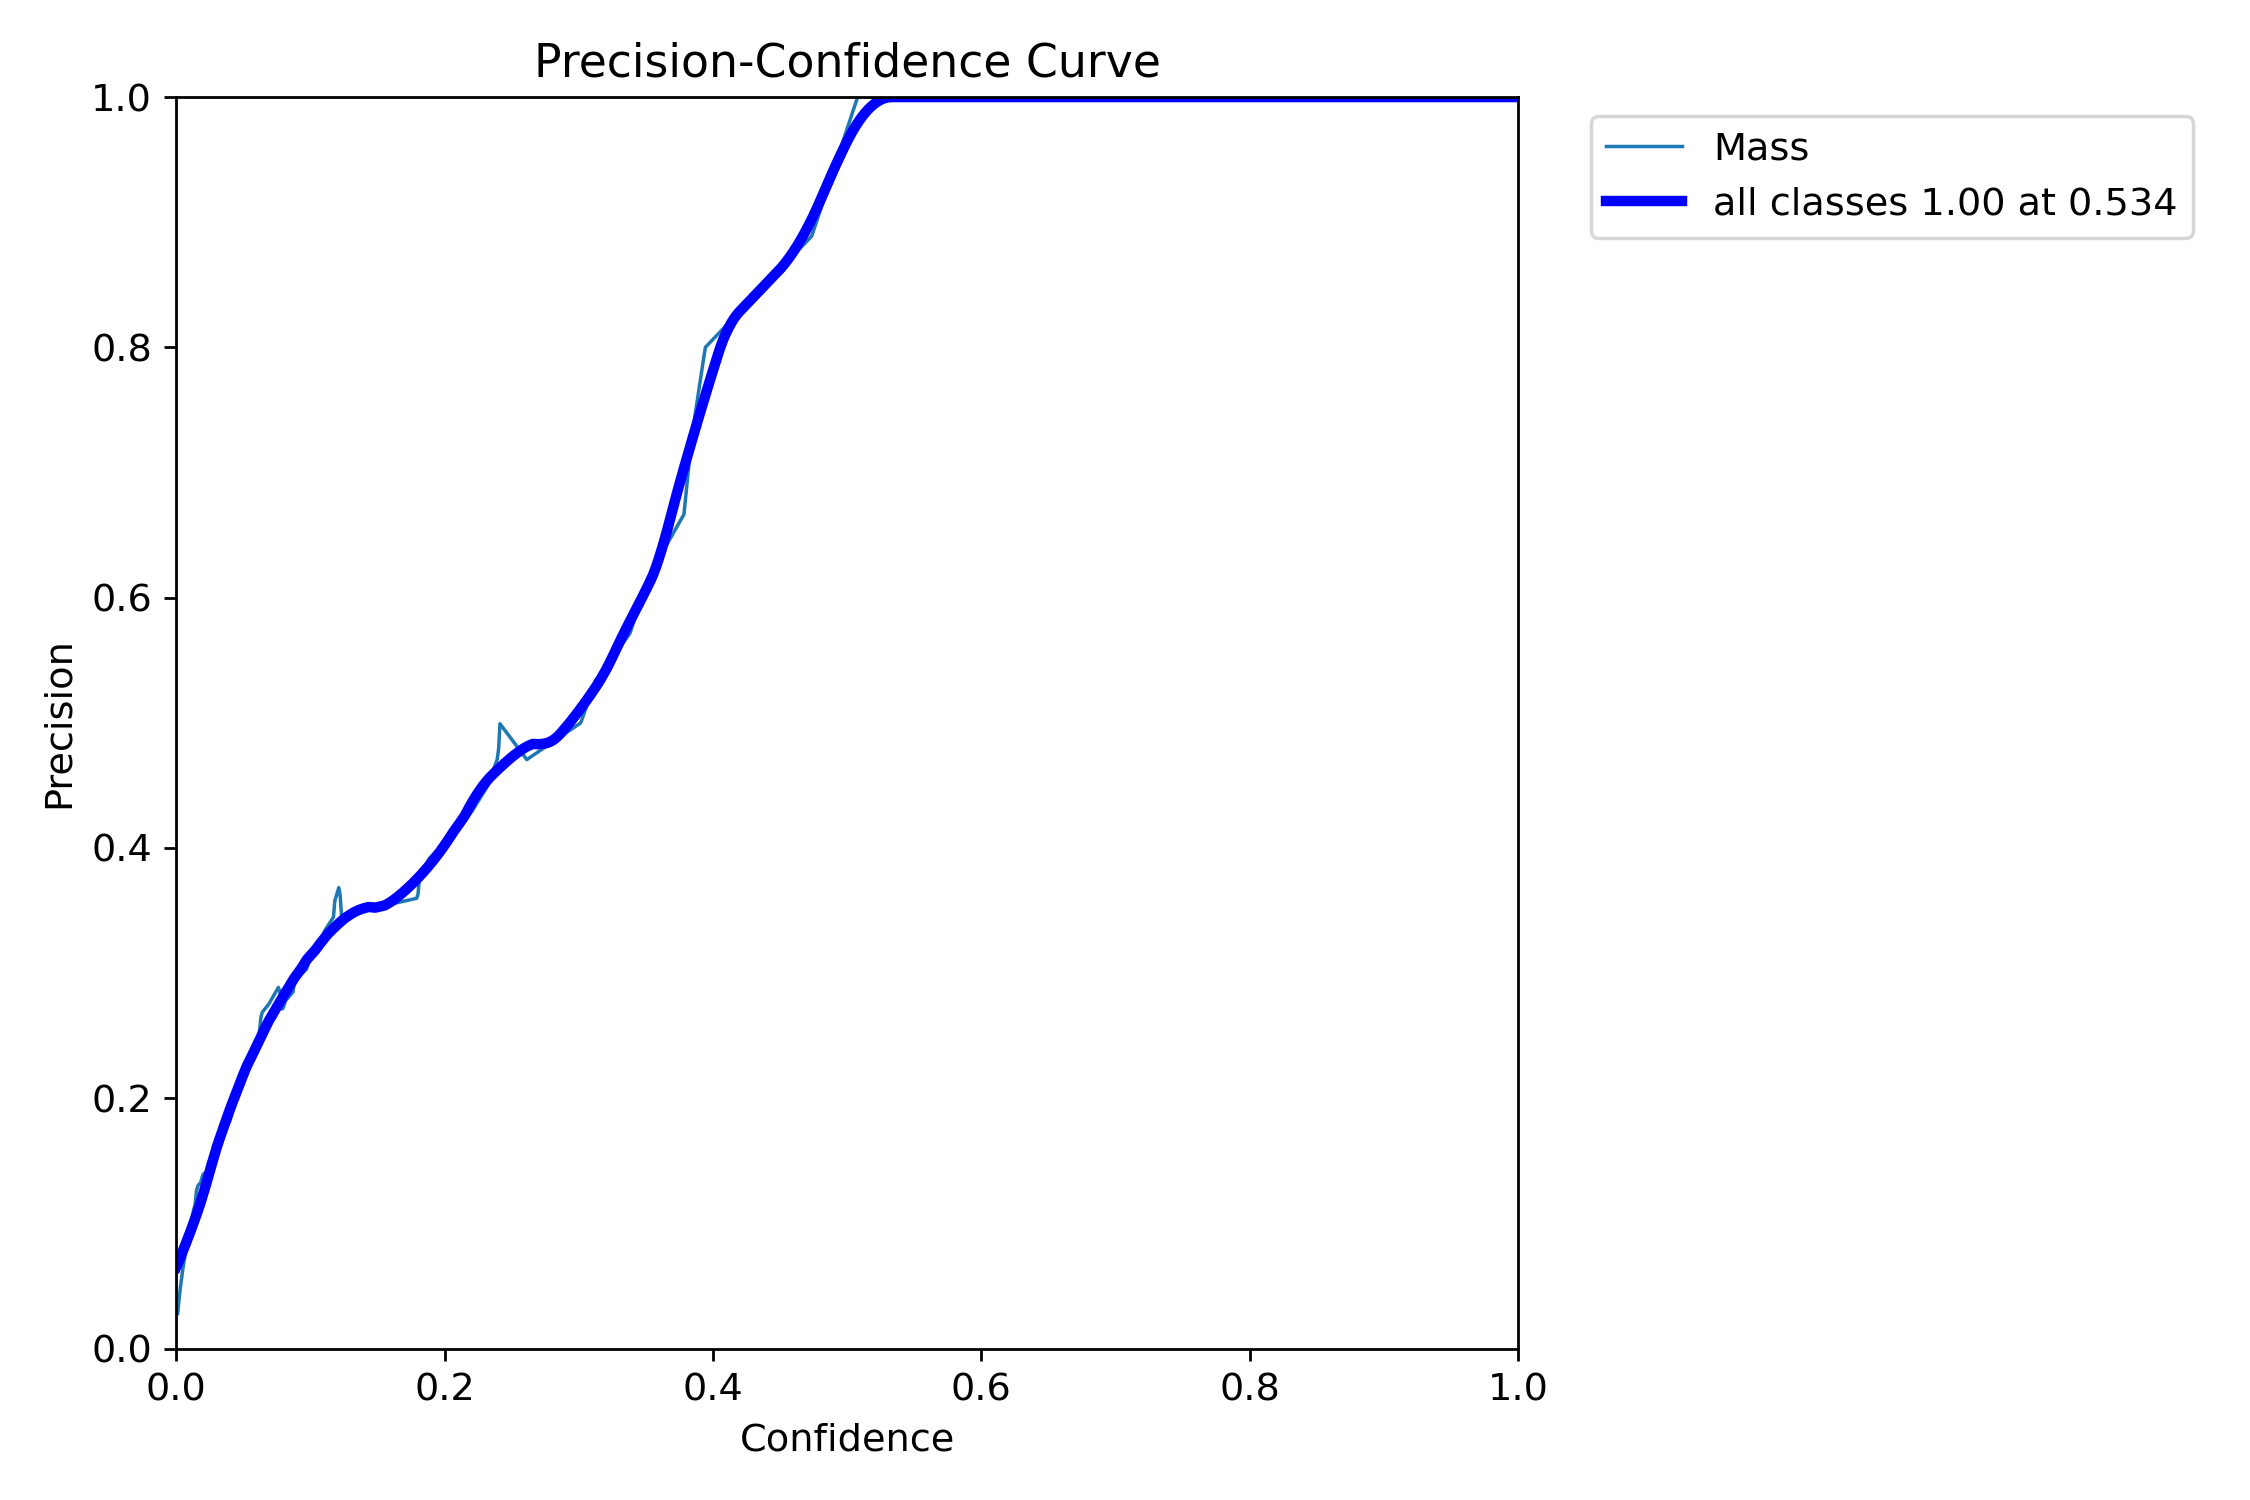 Precision-Confidence Curve
Mass
all classes 1.00 at 0.534
1.0
0.8
0.6
0.4
0.2
0.0
Precision
0.0 0.2 0.4 0.6 0.8 1.0
Confidence